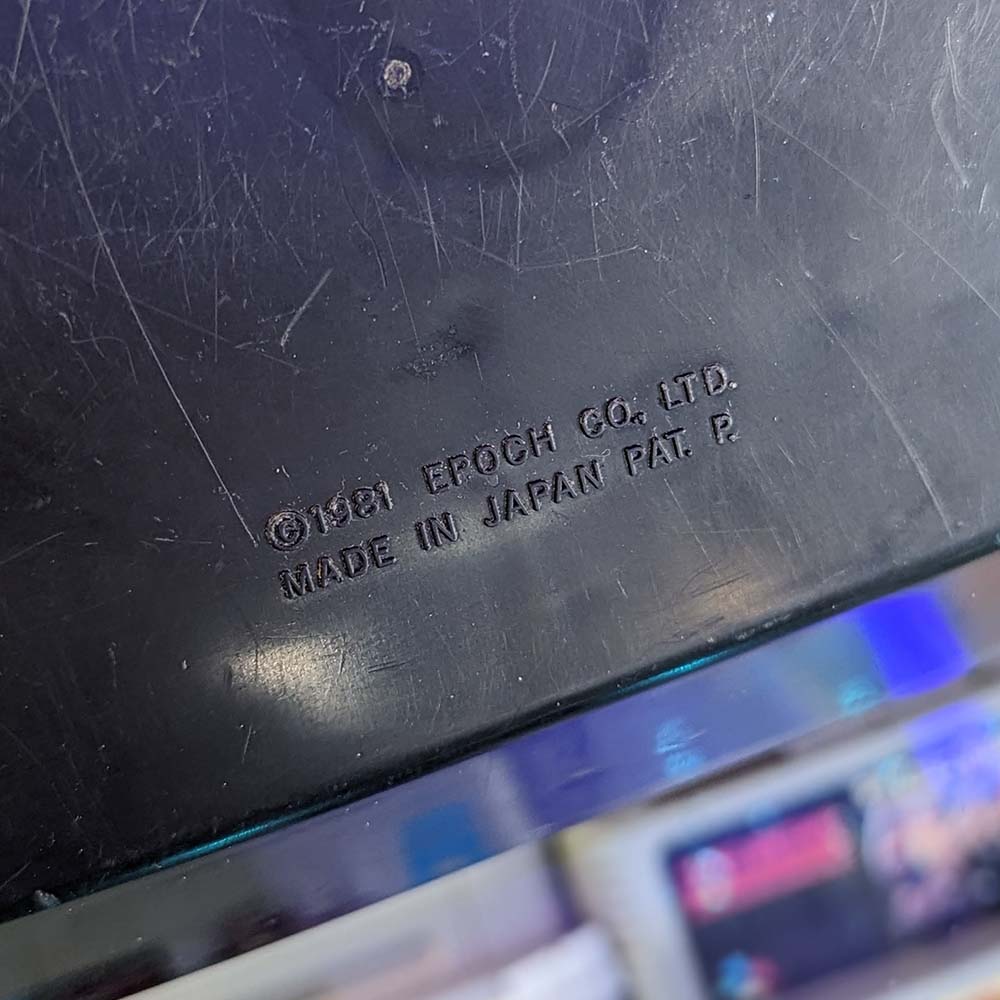 ©1981 EPOCH CO., LTD.
MADE IN JAPAN PAT. P.